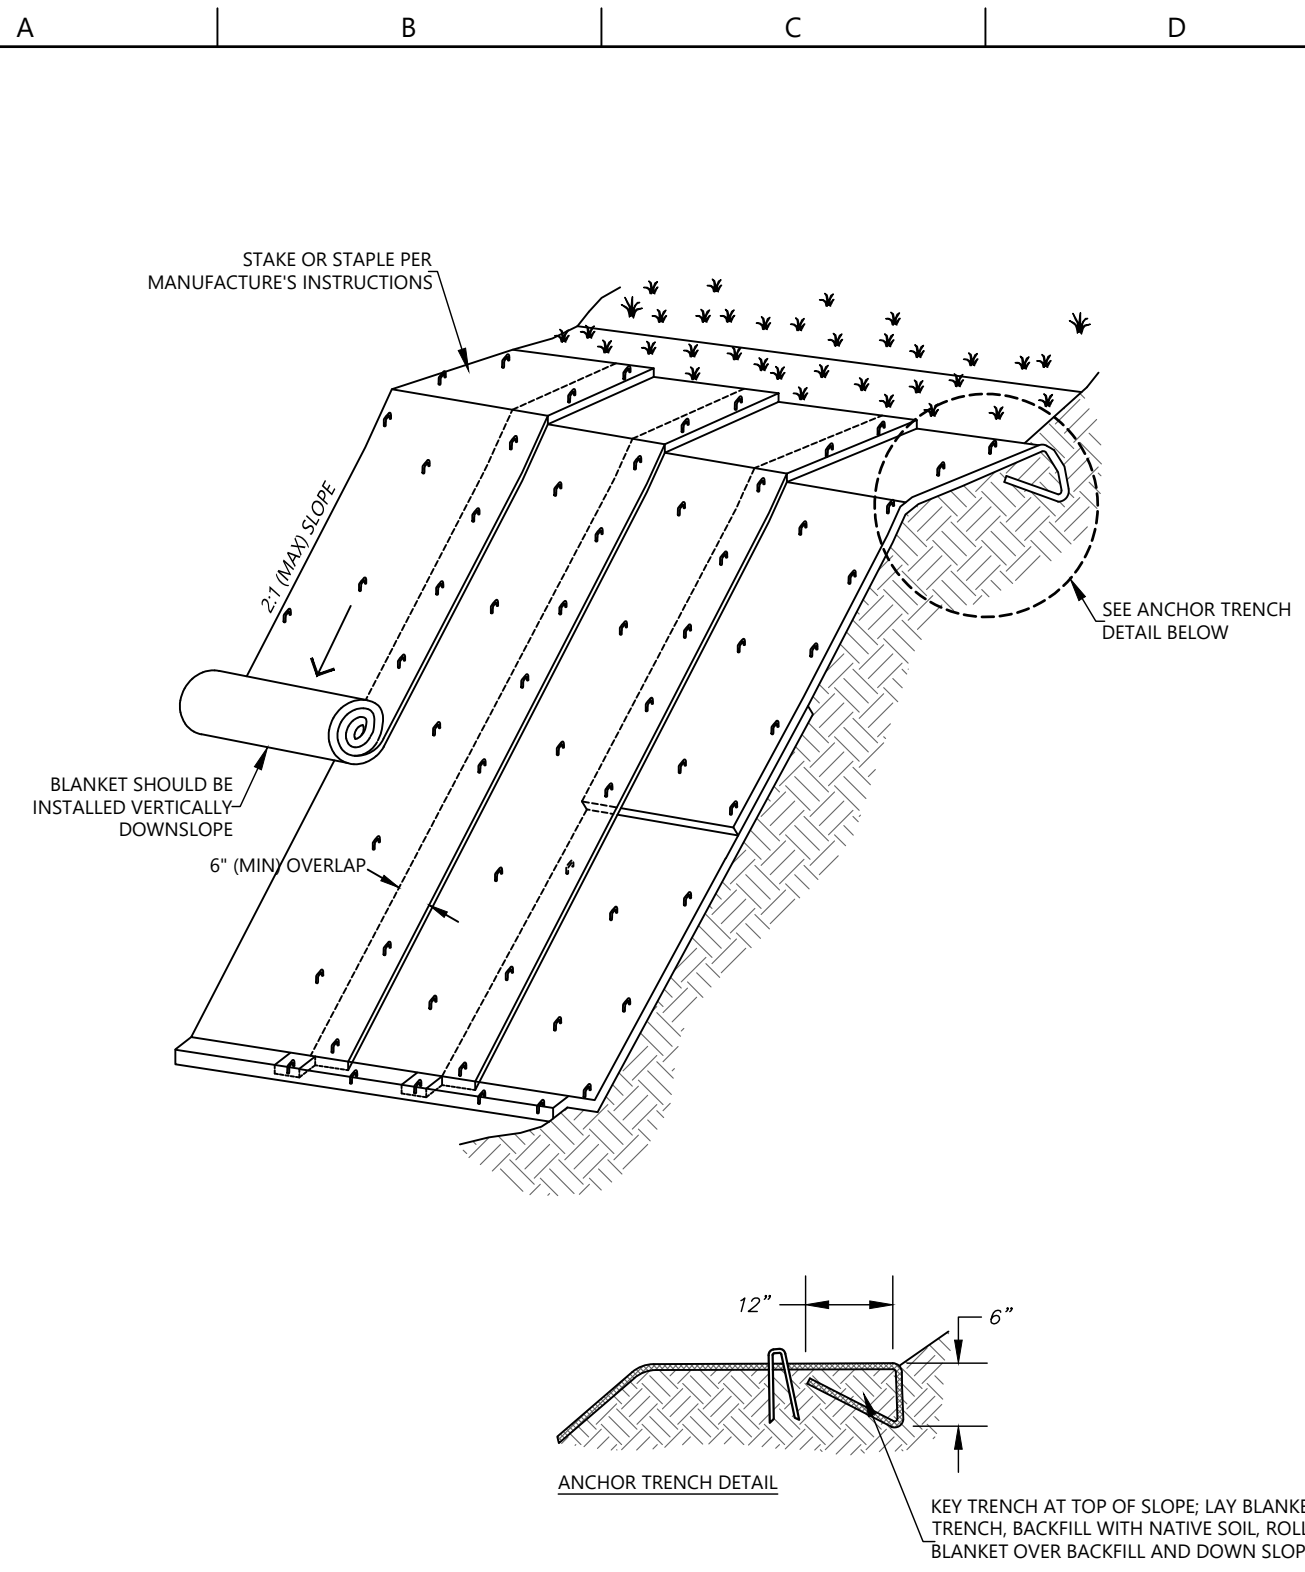 A B C D
STAKE OR STAPLE PER
MANUFACTURE'S INSTRUCTIONS
2:1 (MAX) SLOPE
SEE ANCHOR TRENCH
DETAIL BELOW
BLANKET SHOULD BE
INSTALLED VERTICALLY
DOWNSLOPE
6" (MIN) OVERLAP
12"
6"
ANCHOR TRENCH DETAIL
KEY TRENCH AT TOP OF SLOPE; LAY
TRENCH, BACKFILL WITH NATIVE SOIL, ROLL
BLANKET OVER BACKFILL AND DOWN